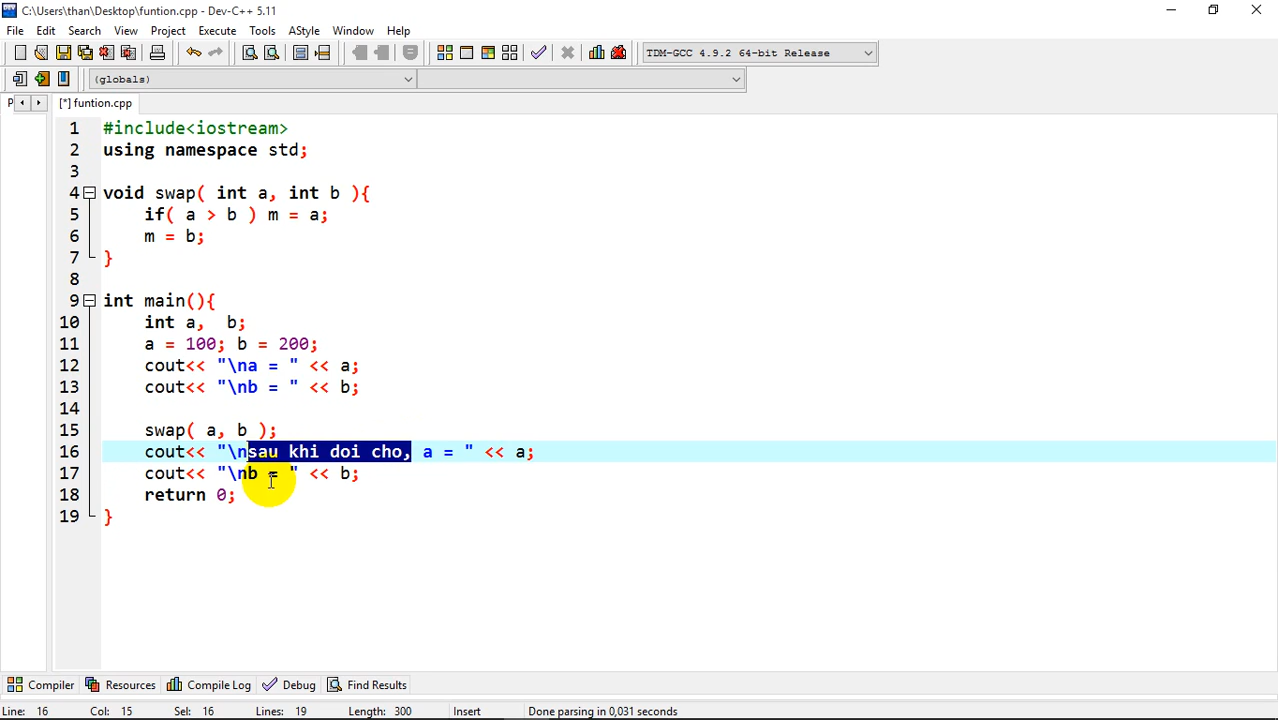 C:\Users\than\Desktop\funtion.cpp - Dev-C++ 5.11
File Edit Search View Project Execute Tools AStyle Window Help
TDM-GCC 4.9.2 64-bit Release
(globals)
P [*] funtion.cpp
1 #include<iostream>
2 using namespace std;
3
4 void swap( int a, int b ){
5 if( a > b ) m = a;
6 m = b;
7 }
8
9 int main(){
10 int a,  b;
11 a = 100; b = 200;
12 cout<< "\na = " << a;
13 cout<< "\nb = " << b;
14
15 swap( a, b );
16 cout<< "\nsau khi doi cho, a = " << a;
17 cout<< "\nb = " << b;
18 return 0;
19 }
Compiler Resources Compile Log Debug Find Results
Line: 16 Col: 15 Sel: 16 Lines: 19 Length: 300 Insert Done parsing in 0,031 seconds